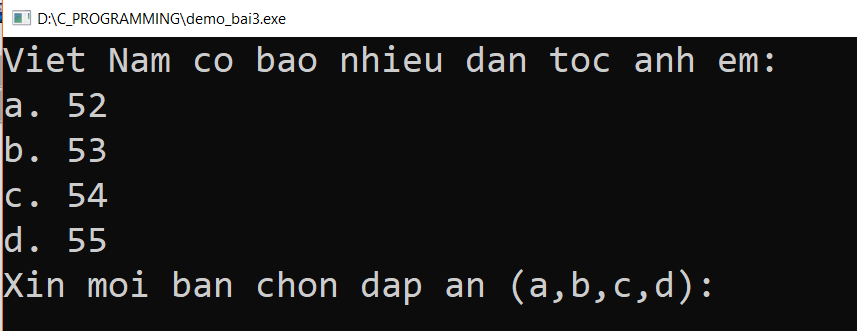 D:\C_PROGRAMMING\demo_bai3.exe
Viet Nam co bao nhieu dan toc anh em:
a. 52
b. 53
c. 54
d. 55
Xin moi ban chon dap an (a,b,c,d):